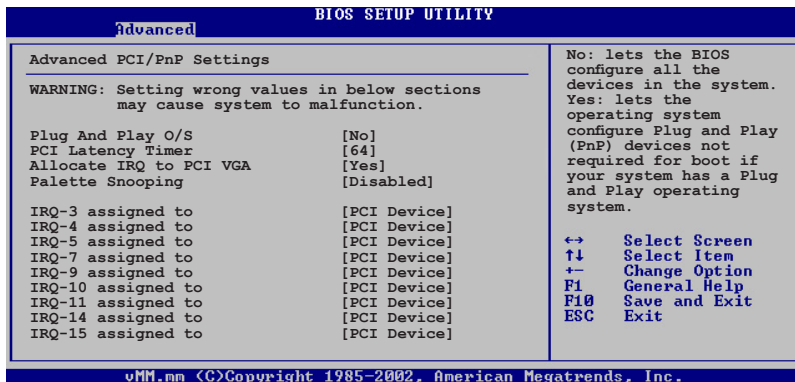 BIOS SETUP UTILITY
Advanced
Advanced PCI/PnP Settings
WARNING: Setting wrong values in below sections
may cause system to malfunction.
Plug And Play O/S [No]
PCI Latency Timer [64]
Allocate IRQ to PCI VGA [Yes]
Palette Snooping [Disabled]
IRQ-3 assigned to [PCI Device]
IRQ-4 assigned to [PCI Device]
IRQ-5 assigned to [PCI Device]
IRQ-7 assigned to [PCI Device]
IRQ-9 assigned to [PCI Device]
IRQ-10 assigned to [PCI Device]
IRQ-11 assigned to [PCI Device]
IRQ-14 assigned to [PCI Device]
IRQ-15 assigned to [PCI Device]
No: lets the BIOS
configure all the
devices in the system.
Yes: lets the
operating system
configure Plug and Play
(PnP) devices not
required for boot if
your system has a Plug
and Play operating
system.
↔ Select Screen
↑↓ Select Item
+- Change Option
F1 General Help
F10 Save and Exit
ESC Exit
vMM.mm (C)Copyright 1985-2002, American Megatrends, Inc.